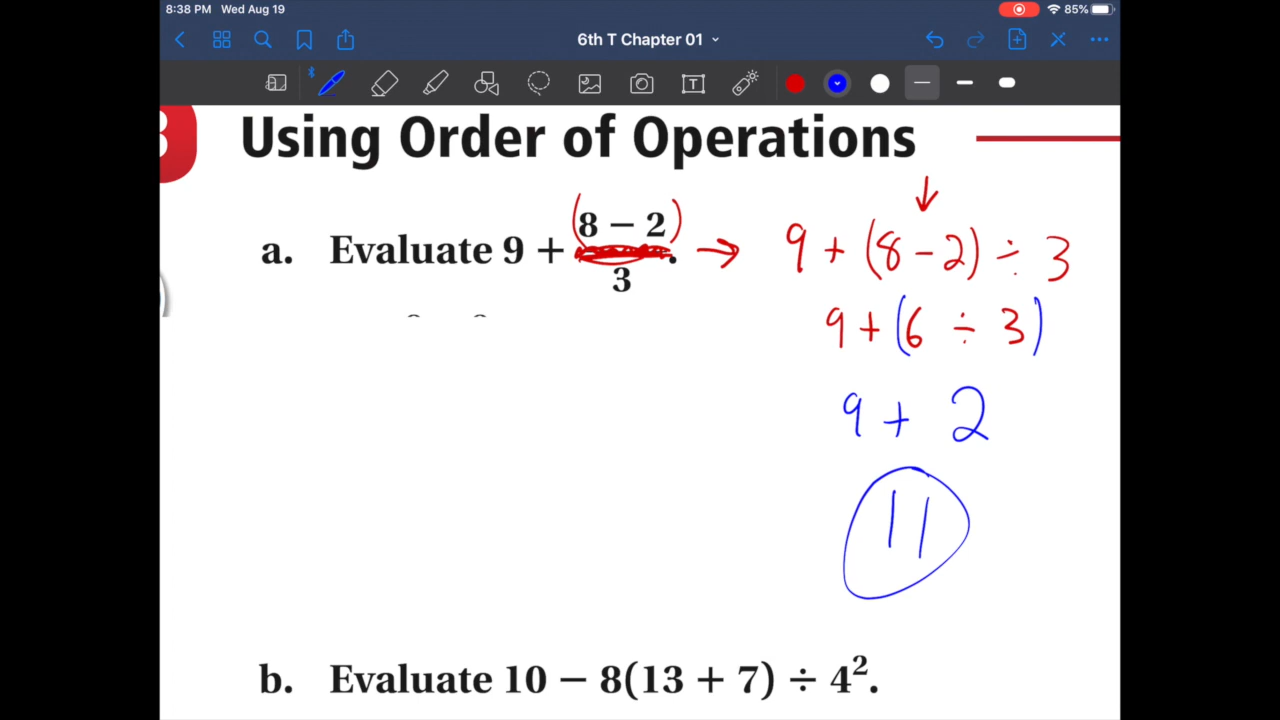 8:38 PM Wed Aug 19
85%
6th T Chapter 01
T
Using Order of Operations
a. Evaluate 9 + (8 − 2)/3. → 9 + (8 − 2) ÷ 3
9 + (6 ÷ 3)
9 + 2
11
b. Evaluate 10 − 8(13 + 7) ÷ 4².